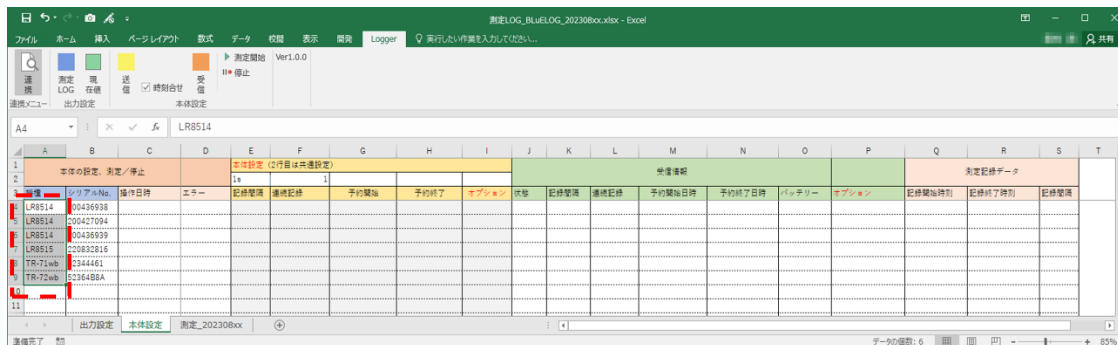 測定LOG_BLuELOG_202308xx.xlsx - Excel
ファイル ホーム 挿入 ページ レイアウト 数式 データ 校閲 表示 開発 Logger 実行したい作業を入力してください... 共有
連携 測定LOG 現在値 送信 時刻合せ 受信 測定開始 Ver1.0.0
停止
連携メニュー 出力設定 本体設定
A4 fx LR8514
A B C D E F G H I J K L M N O P Q R S T
1 本体の設定、測定/停止 本体設定 (2行目は共通設定) 受信情報 測定記録データ
2 1m 1
3 機種 シリアルNo. 操作日時 エラー 記録間隔 連続記録 予約開始 予約終了 オプション 状態 記録間隔 連続記録 予約開始日時 予約終了日時 バッテリー オプション 記録開始時刻 記録終了時刻 記録間隔
4 LR8514 00436938
5 LR8514 200427094
6 LR8514 00436939
7 LR8515 220832816
8 TR-71wb 2344461
9 TR-72wb 52364B8A
10
11
出力設定 本体設定 測定_202308xx
準備完了 データの個数: 6 85%